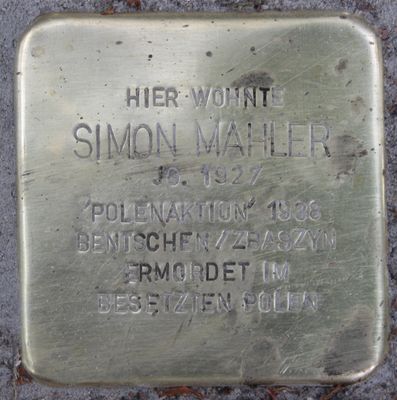 HIER WOHNTE
SIMON MAHLER
JG. 1927
'POLENAKTION' 1938
BENTSCHEN/ZBASZYN
ERMORDET IM
BESETZTEN POLEN